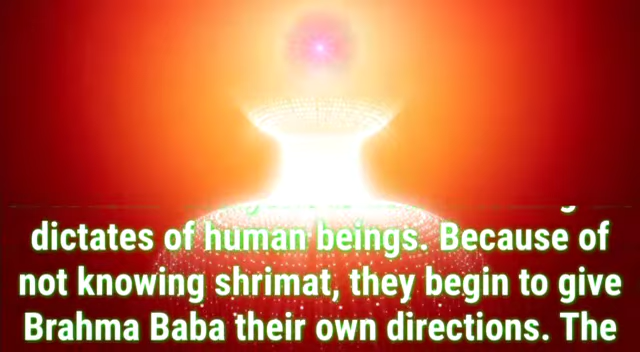 dictates of human beings. Because of
not knowing shrimat, they begin to give
Brahma Baba their own directions. The